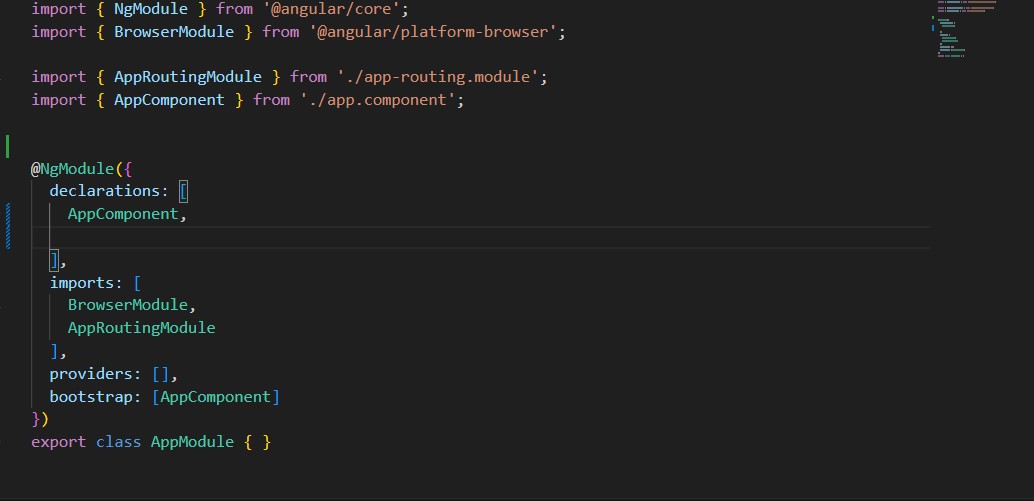 import { NgModule } from '@angular/core';
import { BrowserModule } from '@angular/platform-browser';
import { AppRoutingModule } from './app-routing.module';
import { AppComponent } from './app.component';
@NgModule({
declarations: [
AppComponent,
],
imports: [
BrowserModule,
AppRoutingModule
],
providers: [],
bootstrap: [AppComponent]
})
export class AppModule { }